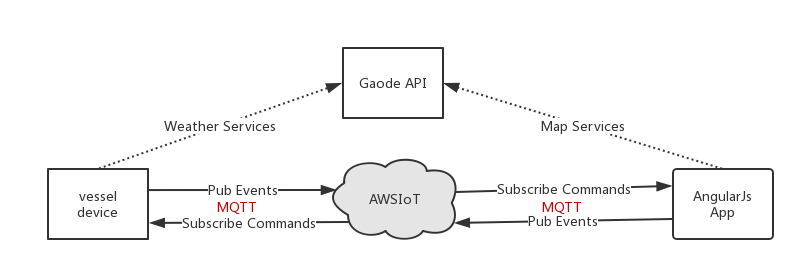 Gaode API
Weather Services
Map Services
vessel
device
Pub Events
MQTT
Subscribe Commands
AWSIoT
Subscribe Commands
MQTT
Pub Events
AngularJs
App